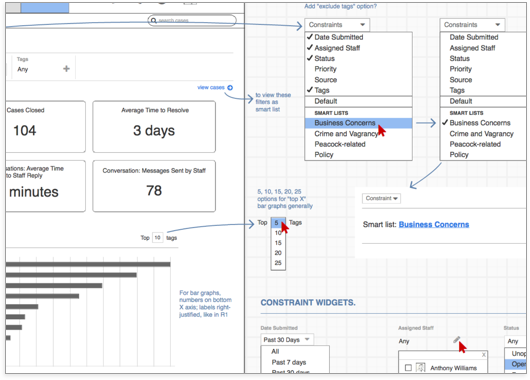 Add "exclude tags" option?
search cases
Constraints
Constraints
Tags
Any +
view cases
to view these
filters as
smart list
Cases Closed
104
Average Time to Resolve
3 days
ations: Average Time
to Staff Reply
minutes
Conversation: Messages Sent by Staff
78
✓ Date Submitted
✓ Assigned Staff
✓ Status
Priority
Source
✓ Tags
Default
SMART LISTS
Business Concerns
Crime and Vagrancy
Peacock-related
Policy
Date Submitted
Assigned Staff
Status
Priority
Source
Tags
Default
SMART LISTS
✓ Business Concerns
Crime and Vagrancy
Peacock-related
Policy
5, 10, 15, 20, 25
options for "top X"
bar graphs generally
Constraint
Smart list: Business Concerns
Top 10 tags
Top 5 Tags
10
15
20
25
For bar graphs,
numbers on bottom
X axis; labels right-
justified, like in R1
CONSTRAINT WIDGETS.
Date Submitted
Past 30 Days
All
Past 7 days
Past 30 days
Assigned Staff
Any
X
Anthony Williams
Status
Any
Unop
Open